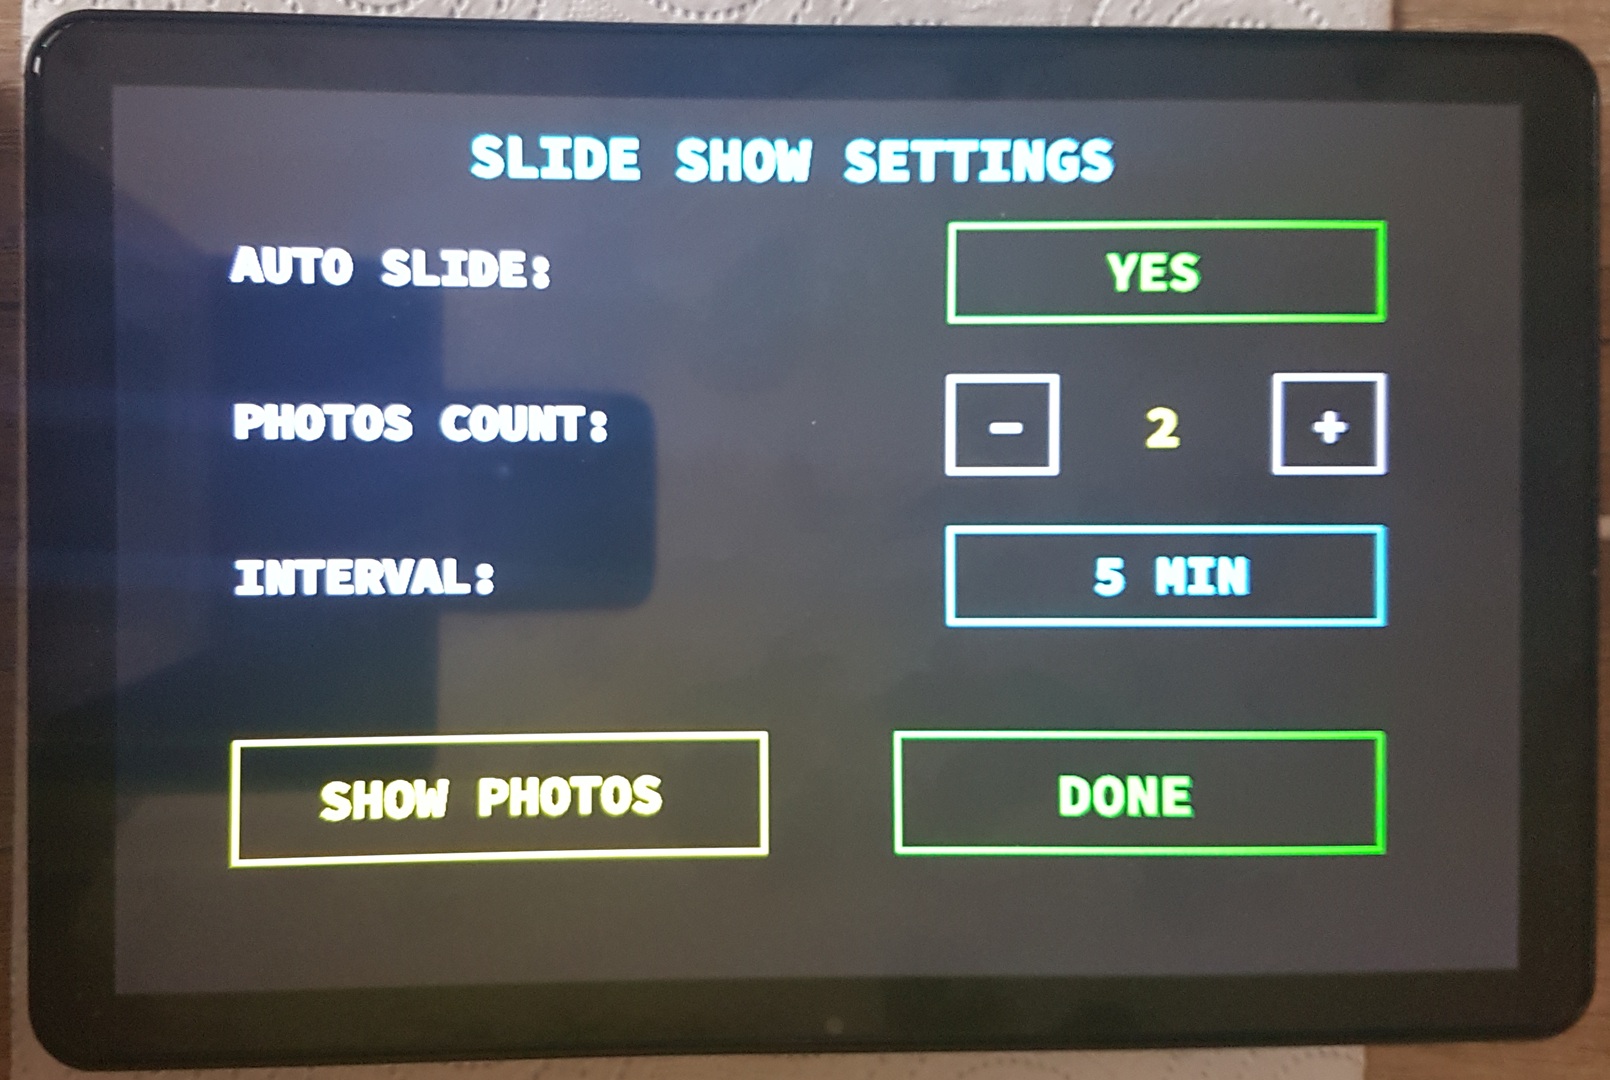 SLIDE SHOW SETTINGS
AUTO SLIDE: YES
PHOTOS COUNT: - 2 +
INTERVAL: 5 MIN
SHOW PHOTOS DONE